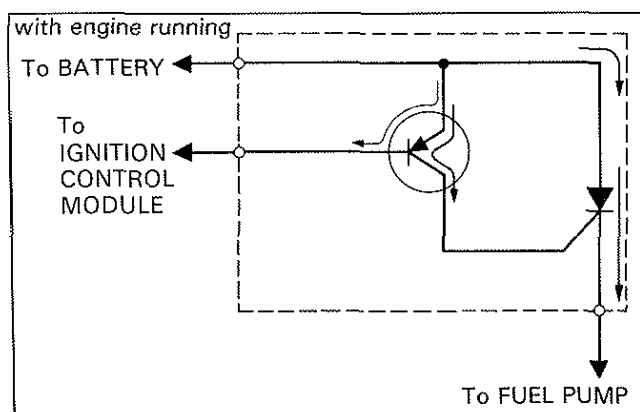 with engine running
To BATTERY
To
IGNITION
CONTROL
MODULE
To FUEL PUMP